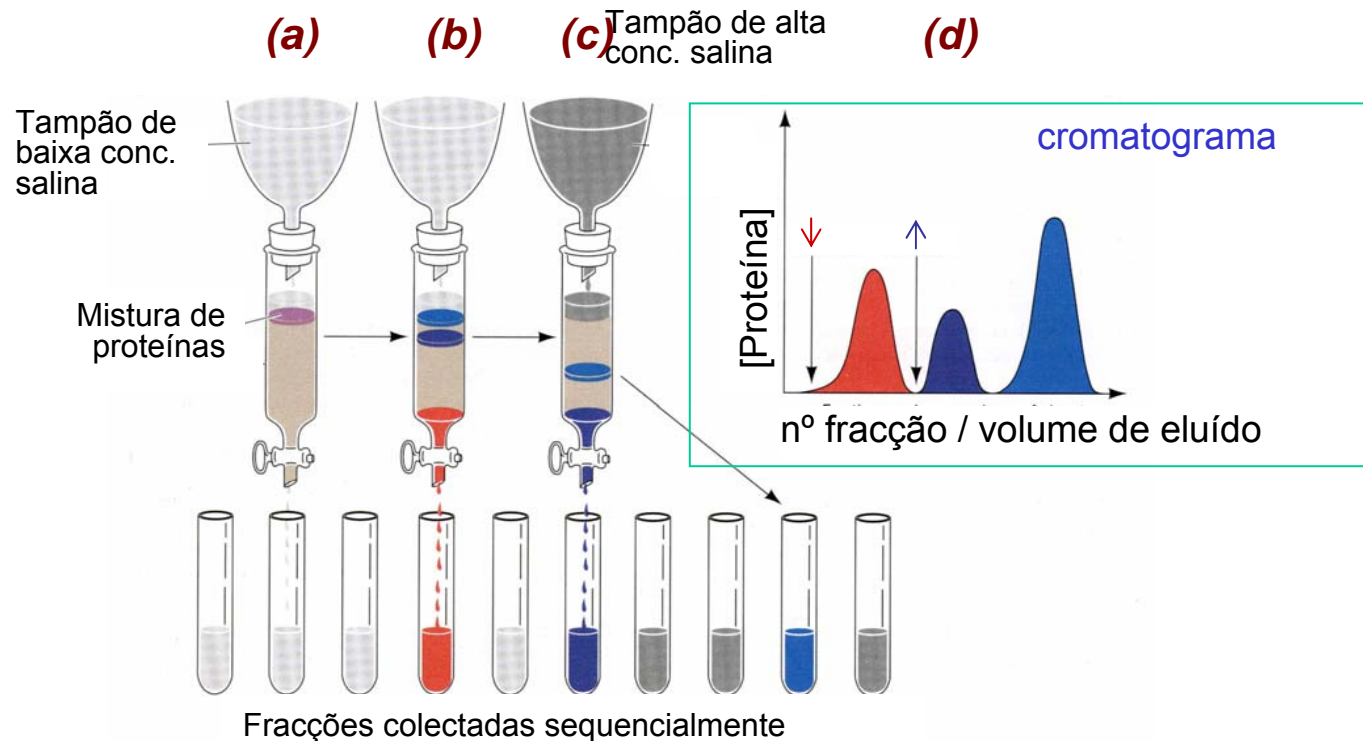 (a)
(b)
(c)
Tampão de alta
conc. salina
(d)
Tampão de
baixa conc.
salina
Mistura de
proteínas
cromatograma
[Proteína]
nº fracção / volume de eluído
Fracções colectadas sequencialmente